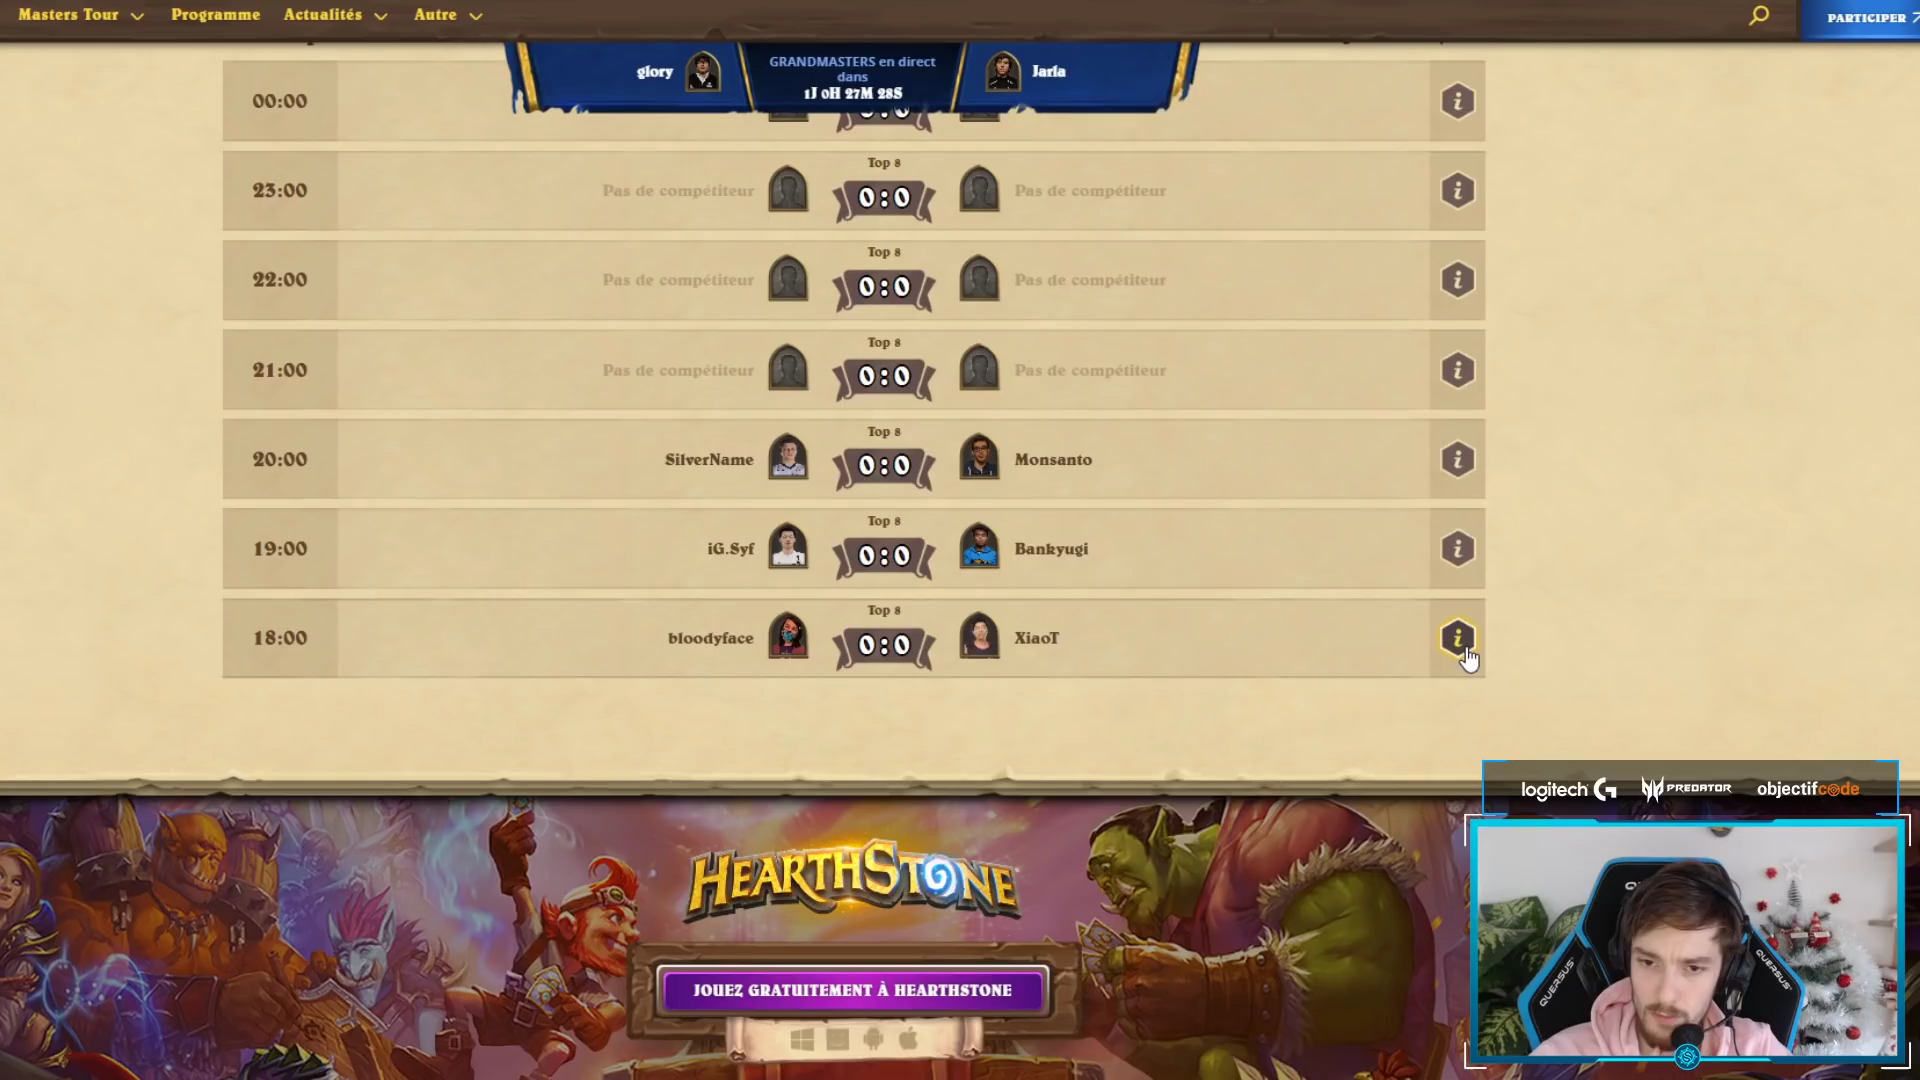 Masters Tour
Programme
Actualités
Autre
PARTICIPER
glory
GRANDMASTERS en direct
dans
1J 0H 27M 28S
Jarla
00:00
23:00
Top 8
Pas de compétiteur
0:0
Pas de compétiteur
22:00
Top 8
Pas de compétiteur
0:0
Pas de compétiteur
21:00
Top 8
Pas de compétiteur
0:0
Pas de compétiteur
20:00
Top 8
SilverName
0:0
Monsanto
19:00
Top 8
iG.Syf
0:0
Bankyugi
18:00
Top 8
bloodyface
0:0
XiaoT
logitech G
PREDATOR
objectifcode
HEARTHSTONE
JOUEZ GRATUITEMENT À HEARTHSTONE
QUERSUS
QUERSUS